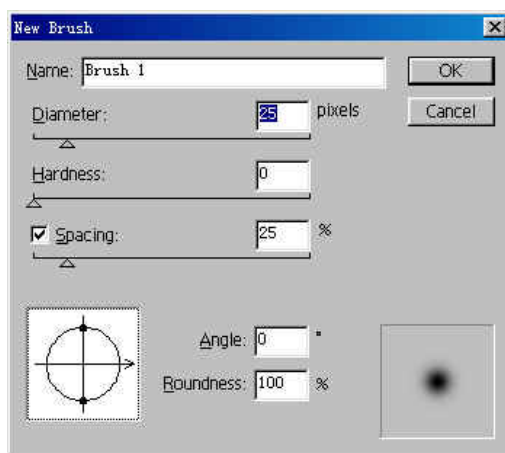 New Brush
Name: Brush 1 OK
Diameter: 25 pixels Cancel
Hardness: 0
Spacing: 25 %
Angle: 0 °
Roundness: 100 %